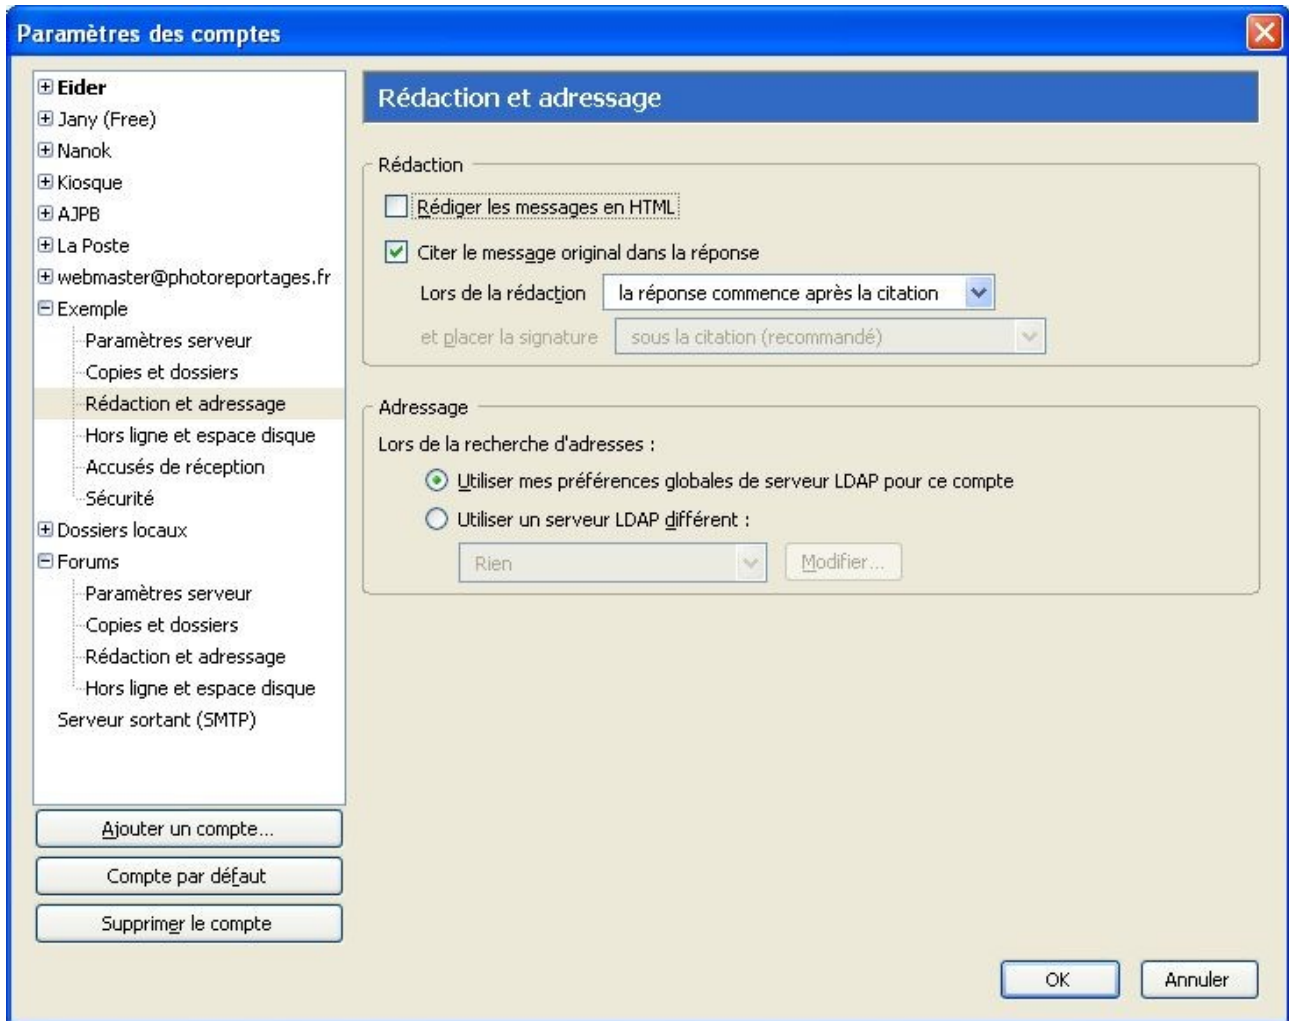 Paramètres des comptes
Eider
Jany (Free)
Nanok
Kiosque
AJPB
La Poste
webmaster@photoreportages.fr
Exemple
Paramètres serveur
Copies et dossiers
Rédaction et adressage
Hors ligne et espace disque
Accusés de réception
Sécurité
Dossiers locaux
Forums
Paramètres serveur
Copies et dossiers
Rédaction et adressage
Hors ligne et espace disque
Serveur sortant (SMTP)
Ajouter un compte...
Compte par défaut
Supprimer le compte
Rédaction et adressage
Rédaction
Rédiger les messages en HTML
Citer le message original dans la réponse
Lors de la rédaction la réponse commence après la citation
et placer la signature sous la citation (recommandé)
Adressage
Lors de la recherche d'adresses :
Utiliser mes préférences globales de serveur LDAP pour ce compte
Utiliser un serveur LDAP différent :
Rien Modifier...
OK Annuler